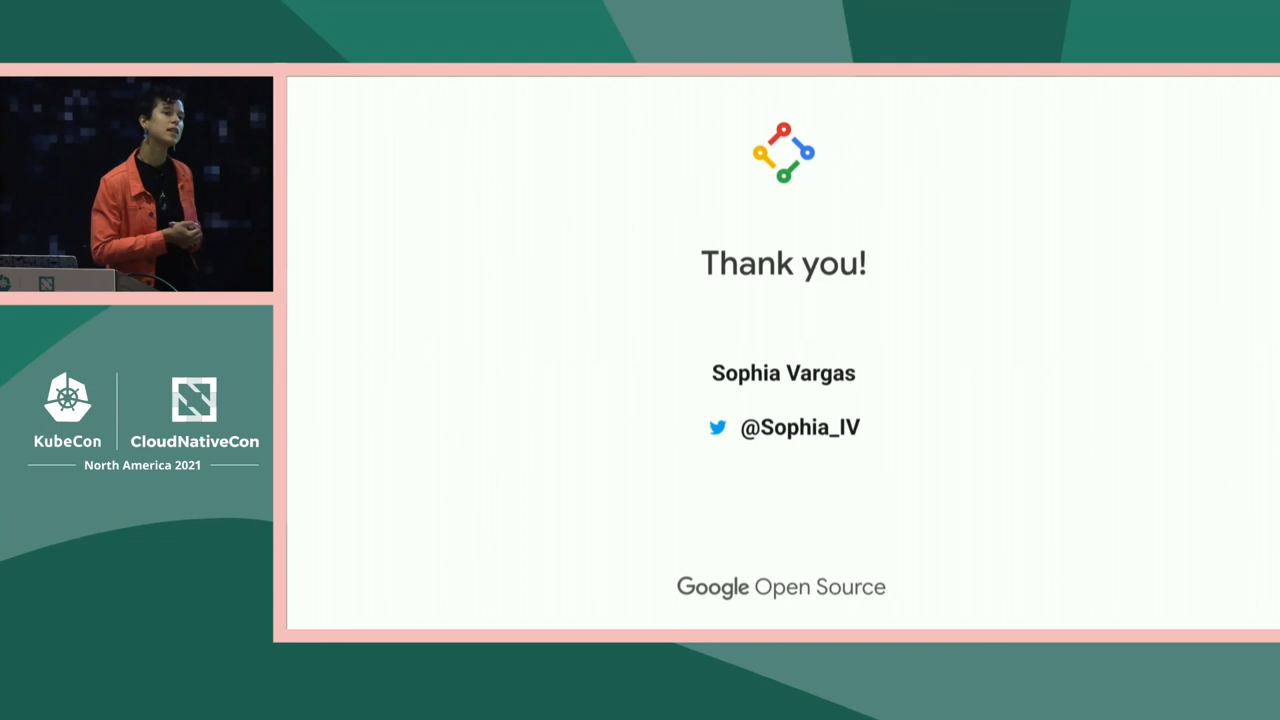 Thank you!
Sophia Vargas
@Sophia_IV
Google Open Source
KubeCon
CloudNativeCon
North America 2021